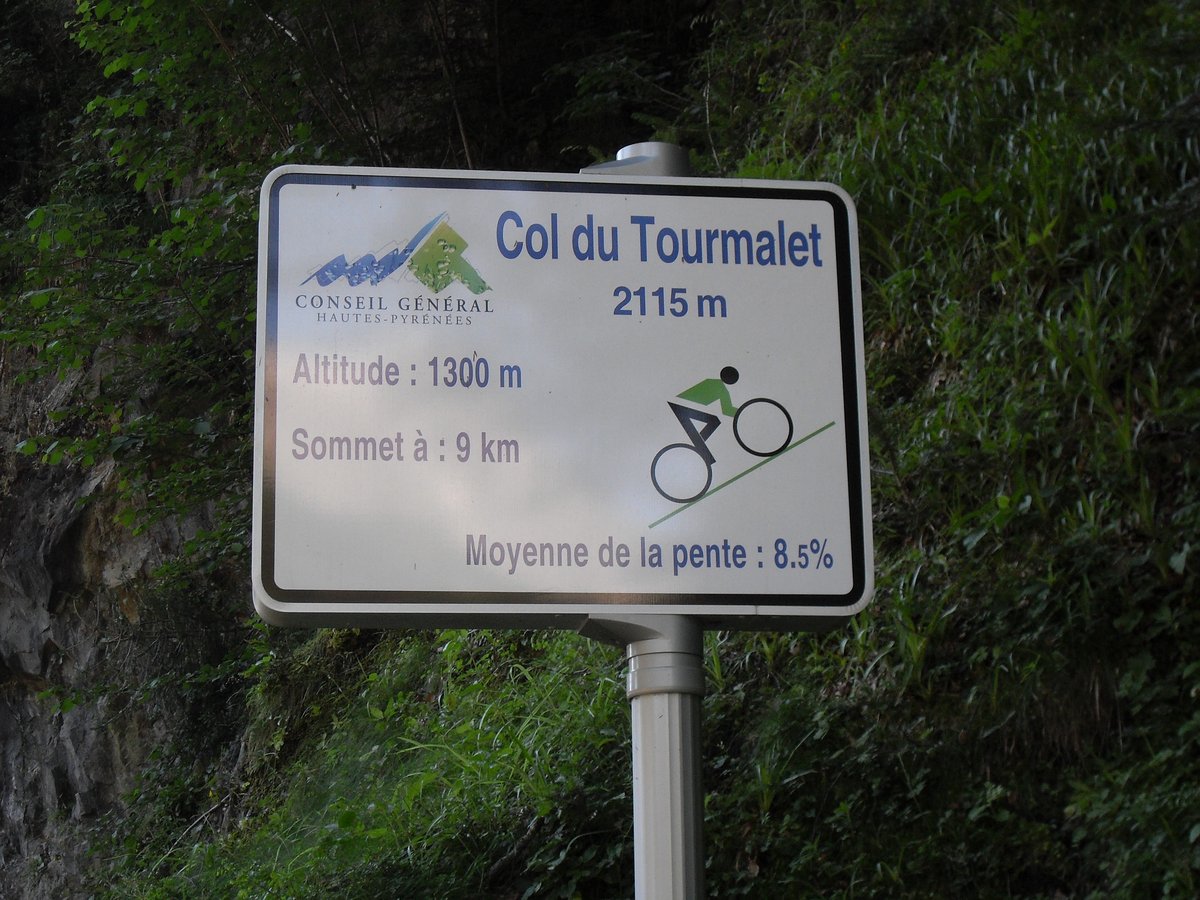 Col du Tourmalet
2115 m
CONSEIL GÉNÉRAL
HAUTES-PYRÉNÉES
Altitude : 1300 m
Sommet à : 9 km
Moyenne de la pente : 8.5%